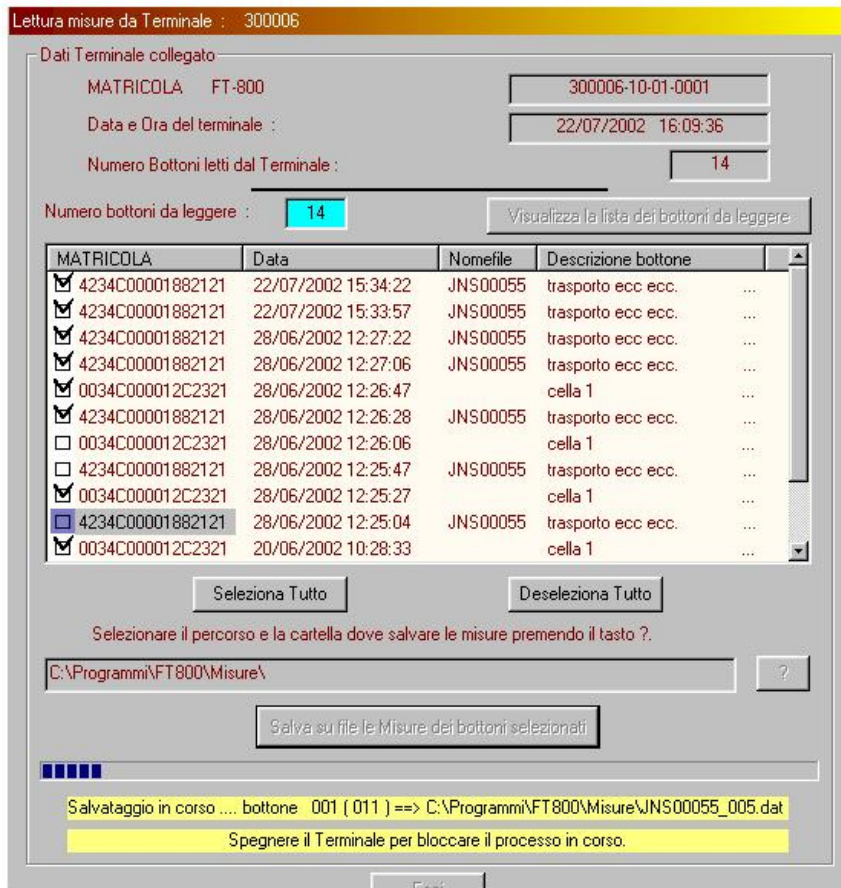 Lettura misure da Terminale : 300006
Dati Terminale collegato
MATRICOLA FT-800 300006-10-01-0001
Data e Ora del terminale : 22/07/2002 16:09:36
Numero Bottoni letti dal Terminale : 14
Numero bottoni da leggere : 14 Visualizza la lista dei bottoni da leggere
MATRICOLA Data Nomefile Descrizione bottone
4234C00001882121 22/07/2002 15:34:22 JNS00055 trasporto ecc ecc. ...
4234C00001882121 22/07/2002 15:33:57 JNS00055 trasporto ecc ecc. ...
4234C00001882121 28/06/2002 12:27:22 JNS00055 trasporto ecc ecc. ...
4234C00001882121 28/06/2002 12:27:06 JNS00055 trasporto ecc ecc. ...
0034C000012C2321 28/06/2002 12:26:47 cella 1 ...
4234C00001882121 28/06/2002 12:26:28 JNS00055 trasporto ecc ecc. ...
0034C000012C2321 28/06/2002 12:26:06 cella 1 ...
4234C00001882121 28/06/2002 12:25:47 JNS00055 trasporto ecc ecc. ...
0034C000012C2321 28/06/2002 12:25:27 cella 1 ...
4234C00001882121 28/06/2002 12:25:04 JNS00055 trasporto ecc ecc. ...
0034C000012C2321 20/06/2002 10:28:33 cella 1 ...
Seleziona Tutto Deseleziona Tutto
Selezionare il percorso e la cartella dove salvare le misure premendo il tasto ?.
C:\Programmi\FT800\Misure\ ?
Salva su file le Misure dei bottoni selezionati
Salvataggio in corso .... bottone 001 ( 011 ) ==> C:\Programmi\FT800\Misure\JNS00055_005.dat
Spegnere il Terminale per bloccare il processo in corso.